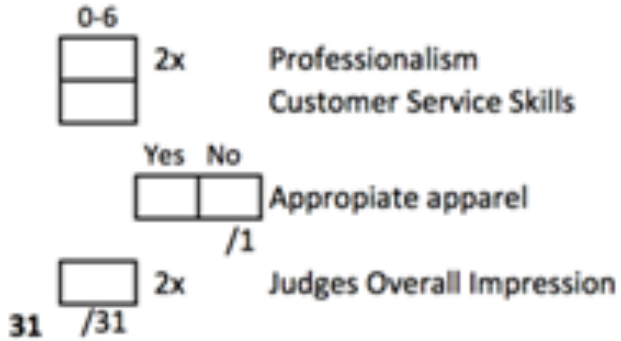 0-6
2x Professionalism
Customer Service Skills
Yes No
Appropiate apparel
/1
2x Judges Overall Impression
31 /31